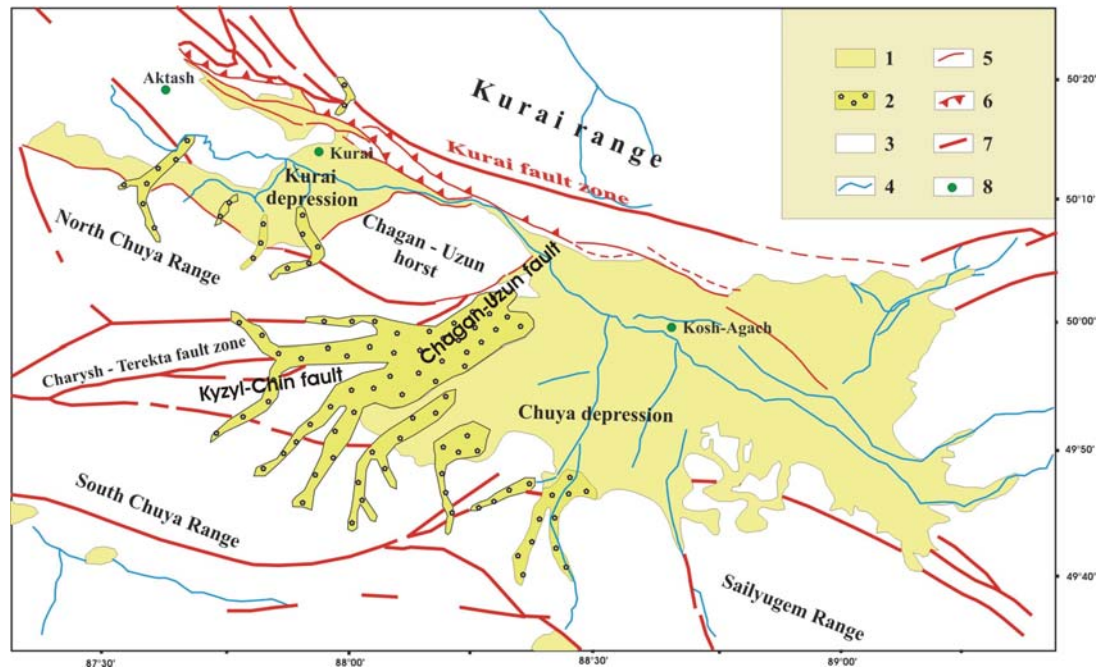 1
5
2
6
3
7
4
8
50°20'
50°10'
50°00'
49°50'
49°40'
Aktash
Kurai range
Kurai
Kurai fault zone
Kurai
depression
North Chuya Range
Chagan - Uzun
horst
Chagan-Uzun fault
Kosh-Agach
Charysh - Terekta fault zone
Kyzyl-Chin fault
Chuya depression
South Chuya Range
Sailyugem Range
87°30'
88°00'
88°30'
89°00'